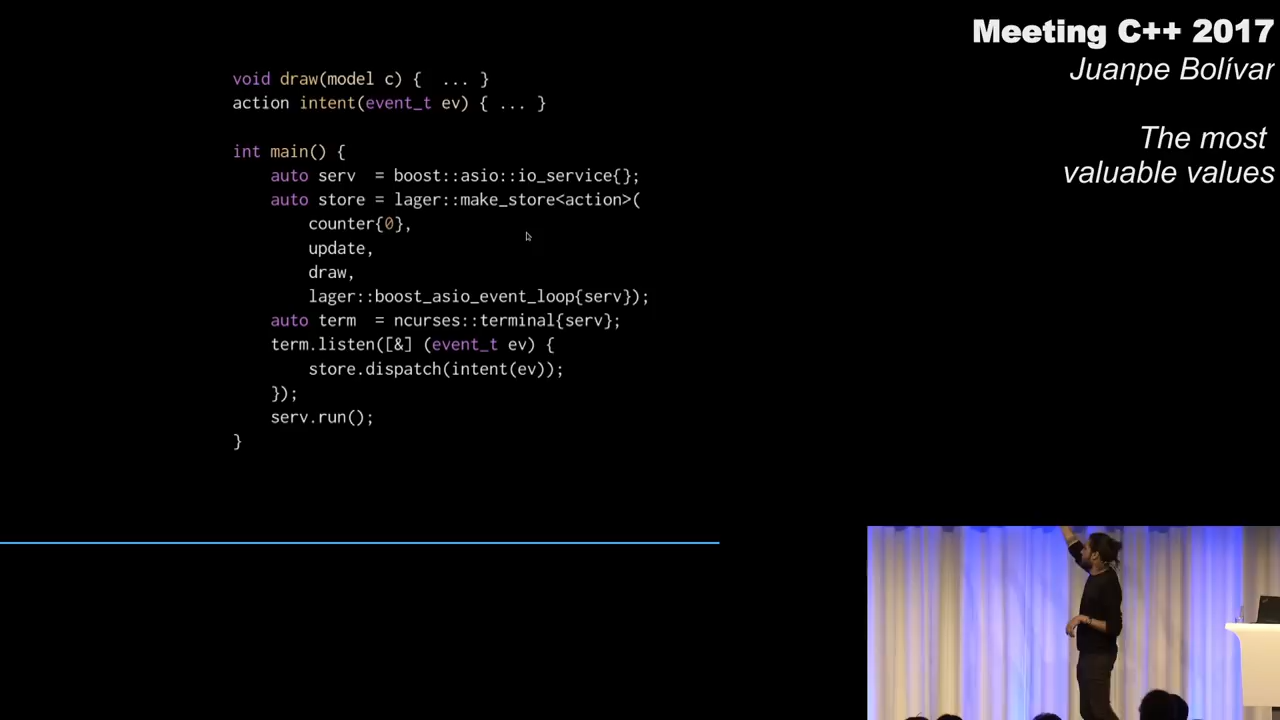 void draw(model c) {  ... }
action intent(event_t ev) { ... }
int main() {
    auto serv  = boost::asio::io_service{};
    auto store = lager::make_store<action>(
        counter{0},
        update,
        draw,
        lager::boost_asio_event_loop{serv});
    auto term  = ncurses::terminal{serv};
    term.listen([&] (event_t ev) {
        store.dispatch(intent(ev));
    });
    serv.run();
}
Meeting C++ 2017
Juanpe Bolívar
The most
valuable values